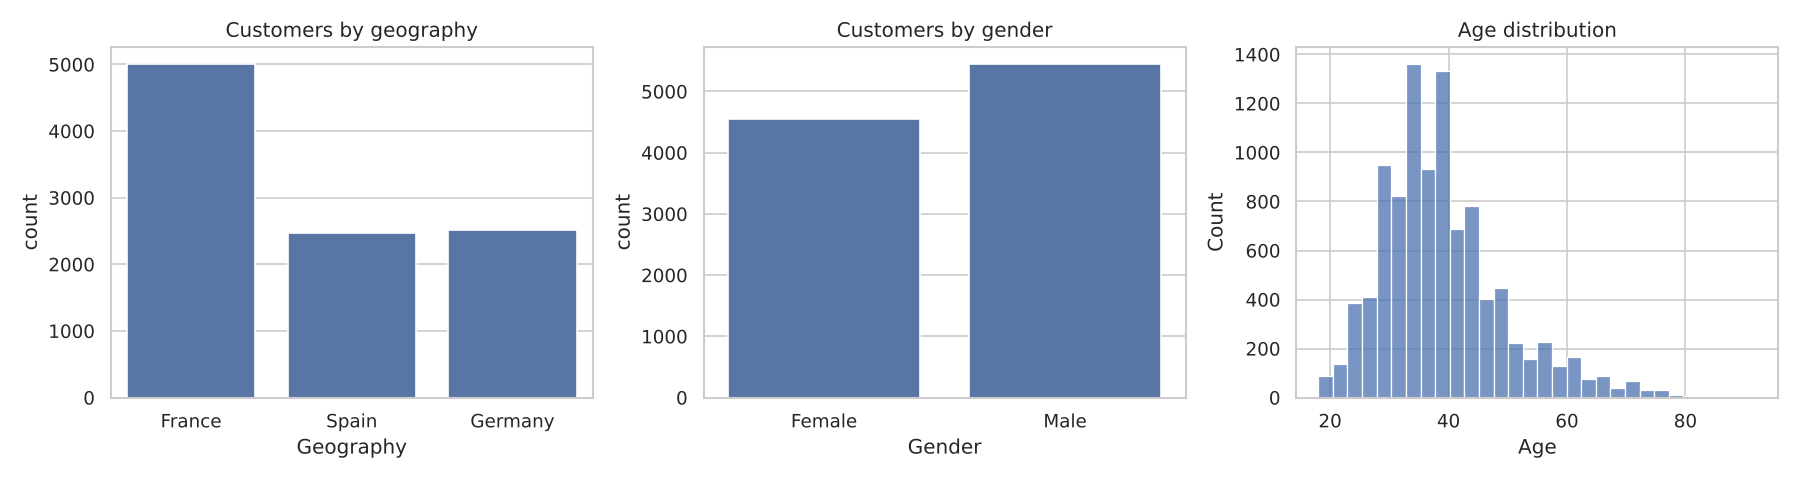 Customers by geography
5000
4000
3000
2000
1000
0
count
France Spain Germany
Geography
Customers by gender
5000
4000
3000
2000
1000
0
count
Female Male
Gender
Age distribution
1400
1200
1000
800
600
400
200
0
Count
20 40 60 80
Age